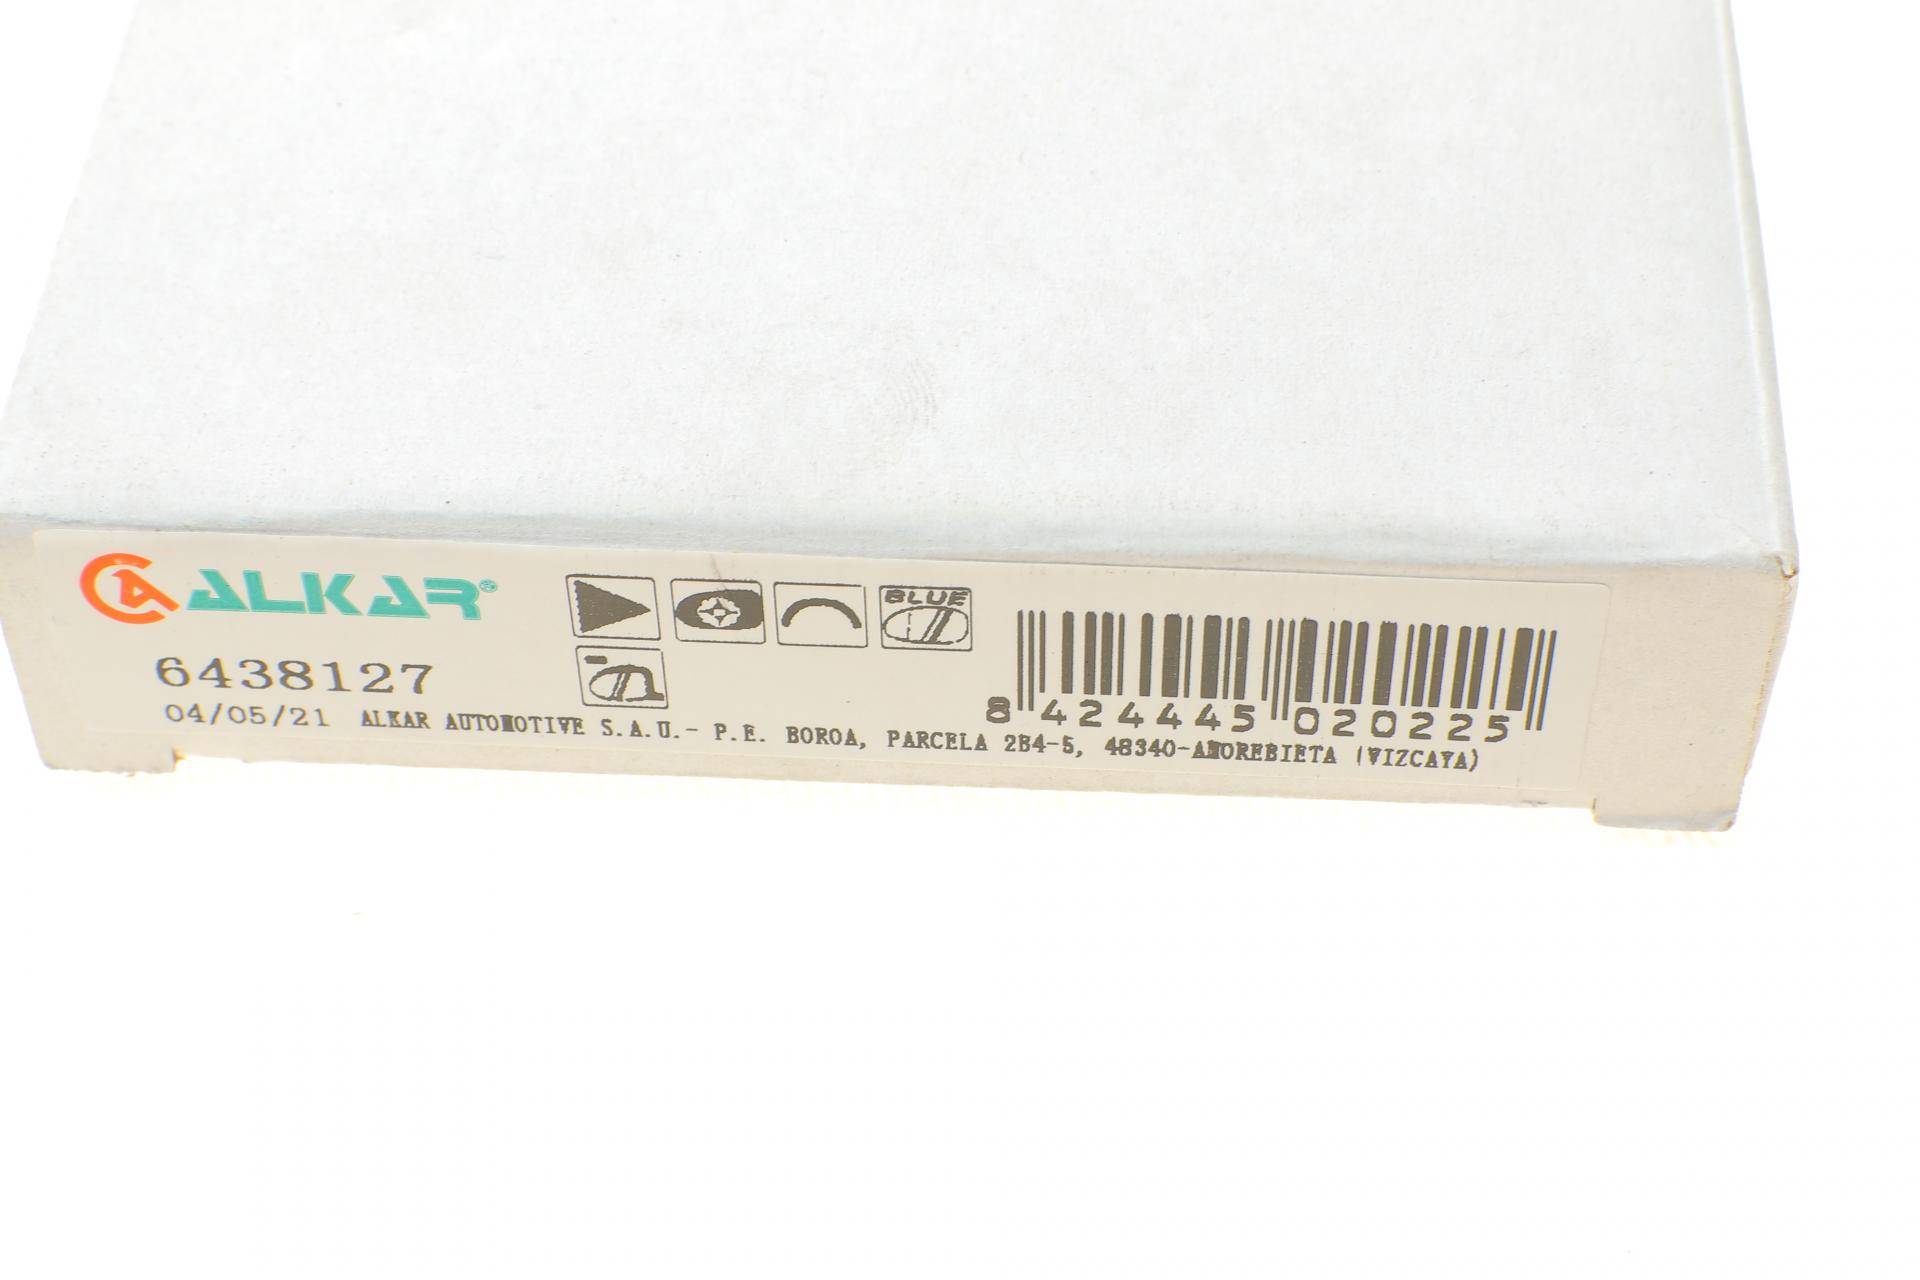 ALKAR®
BLUE
6438127
04/05/21 ALKAR AUTOMOTIVE S.A.U.- P.E. BOROA, PARCELA 2B4-5, 48340-AMOREBIETA (VIZCAYA)
8 424445 020225